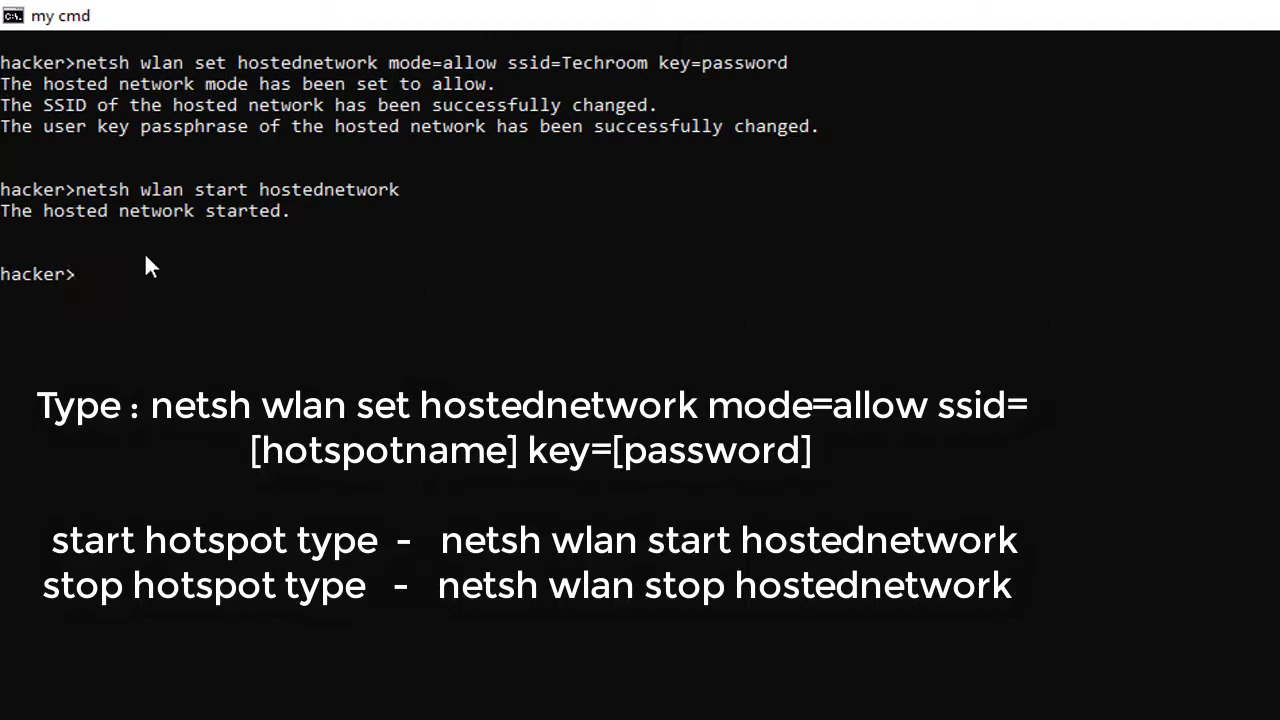 my cmd
hacker>netsh wlan set hostednetwork mode=allow ssid=Techroom key=password
The hosted network mode has been set to allow.
The SSID of the hosted network has been successfully changed.
The user key passphrase of the hosted network has been successfully changed.
hacker>netsh wlan start hostednetwork
The hosted network started.
hacker>
Type : netsh wlan set hostednetwork mode=allow ssid=
[hotspotname] key=[password]
start hotspot type - netsh wlan start hostednetwork
stop hotspot type - netsh wlan stop hostednetwork